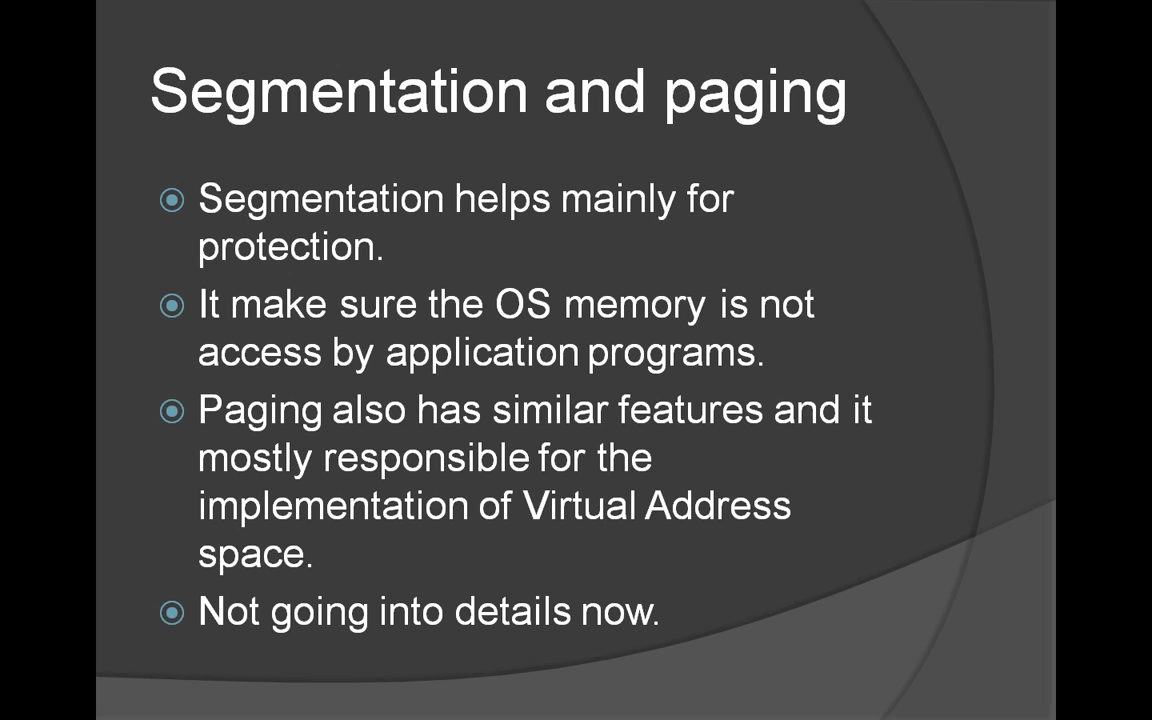 Segmentation and paging
Segmentation helps mainly for
protection.
It make sure the OS memory is not
access by application programs.
Paging also has similar features and it
mostly responsible for the
implementation of Virtual Address
space.
Not going into details now.